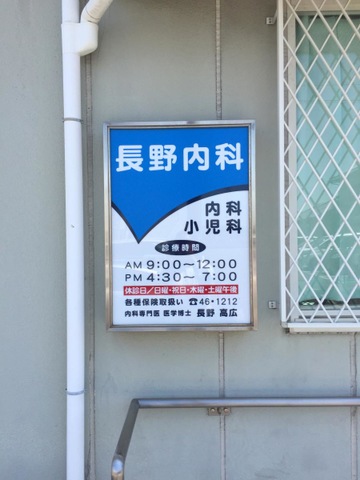 長野内科
内科
小児科
診療時間
AM 9:00〜12:00
PM 4:30〜 7:00
休診日/日曜・祝日・木曜・土曜午後
各種保険取扱い ☎46-1212
内科専門医 医学博士 長野 高広